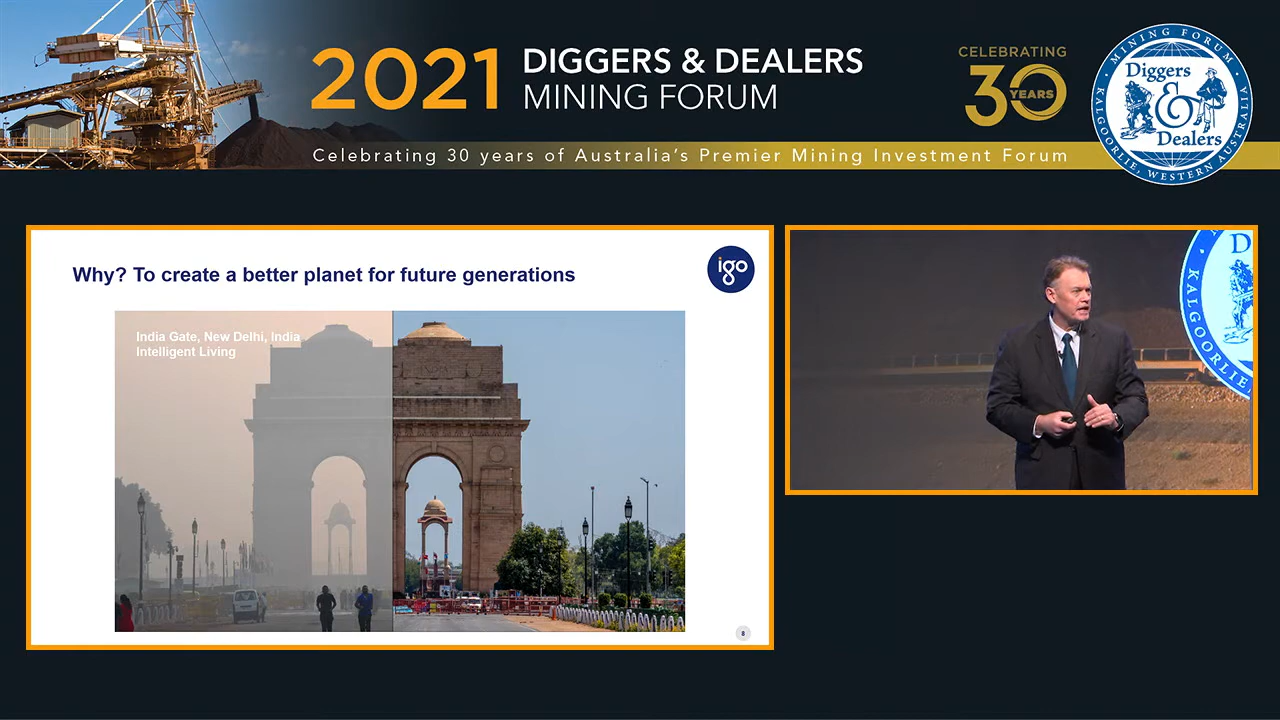 2021 DIGGERS & DEALERS
MINING FORUM
CELEBRATING
30
YEARS
Celebrating 30 years of Australia's Premier Mining Investment Forum
MINING FORUM
Diggers
&
Dealers
KALGOORLIE, WESTERN AUSTRALIA
Why? To create a better planet for future generations
igo
India Gate, New Delhi, India
Intelligent Living
8
D
KALGOORLIE